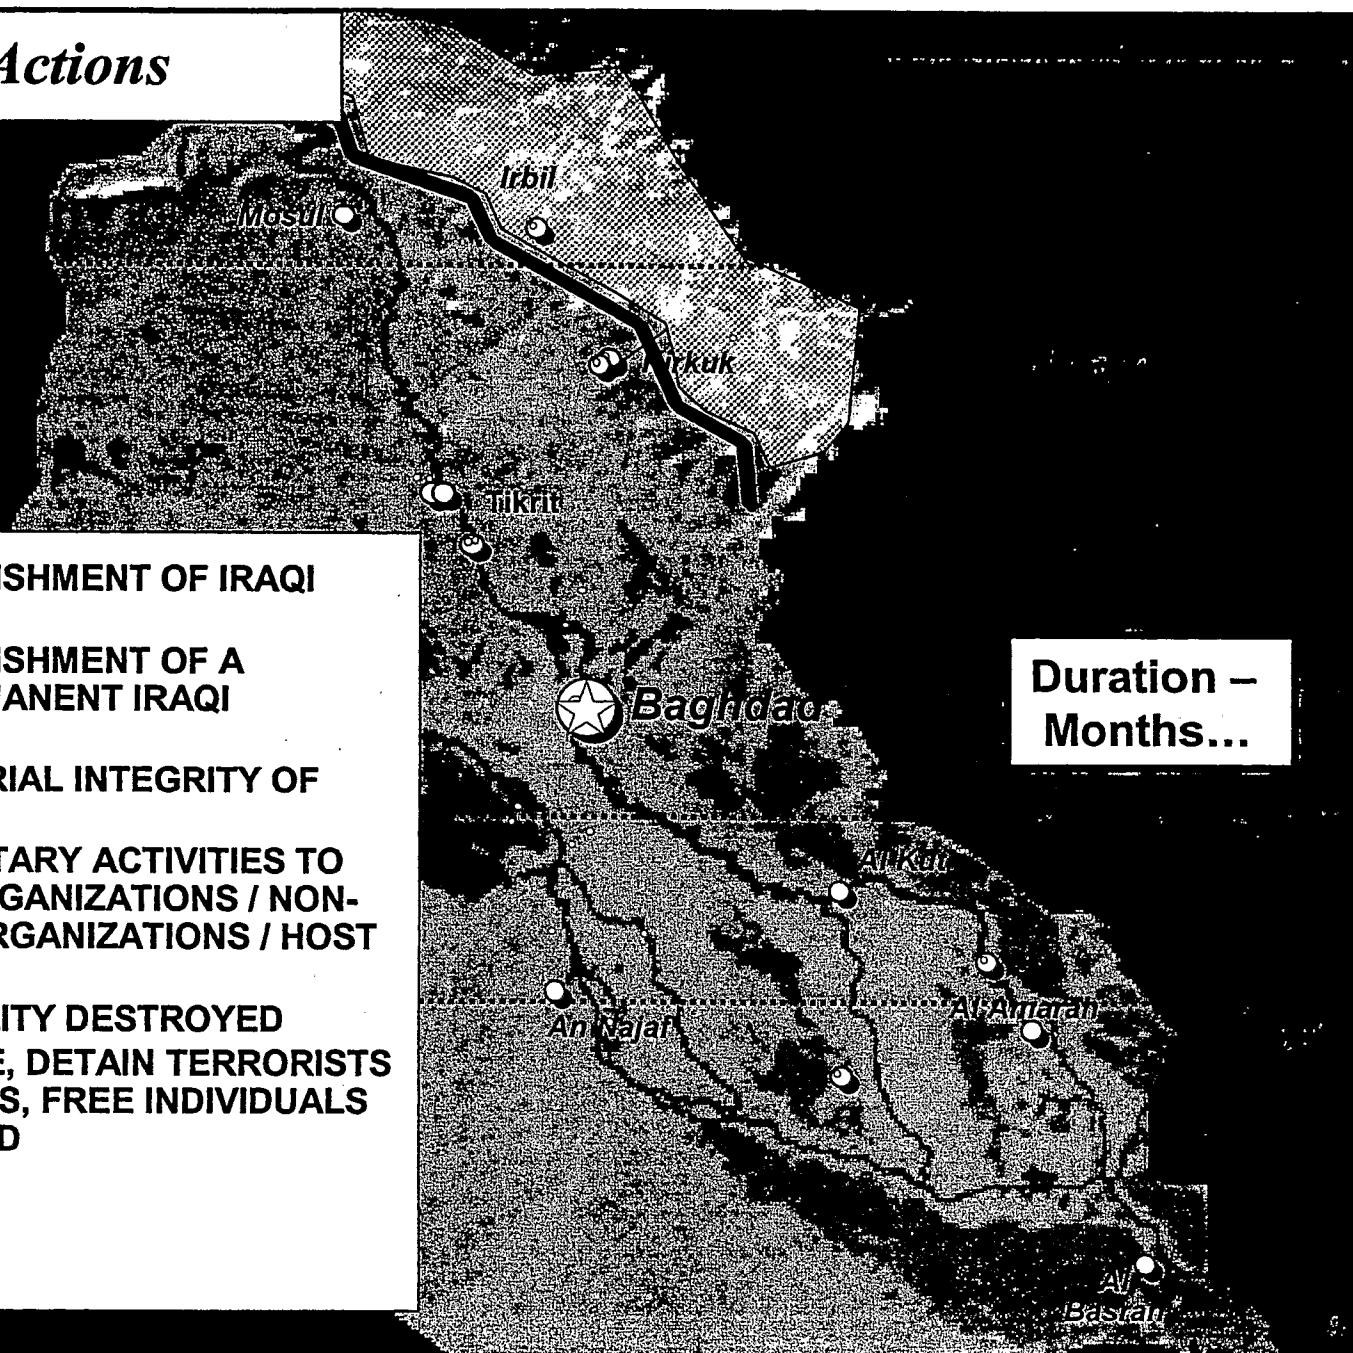 Actions
Irbil
Mosul
Kirkuk
Tikrit
ISHMENT OF IRAQI
ISHMENT OF A
ANENT IRAQI
RIAL INTEGRITY OF
TARY ACTIVITIES TO
GANIZATIONS / NON-
RGANIZATIONS / HOST
ITY DESTROYED
E, DETAIN TERRORISTS
S, FREE INDIVIDUALS
D
Baghdad
Duration –
Months...
Al Kut
Al Amarah
An Najaf
Al
Basrah